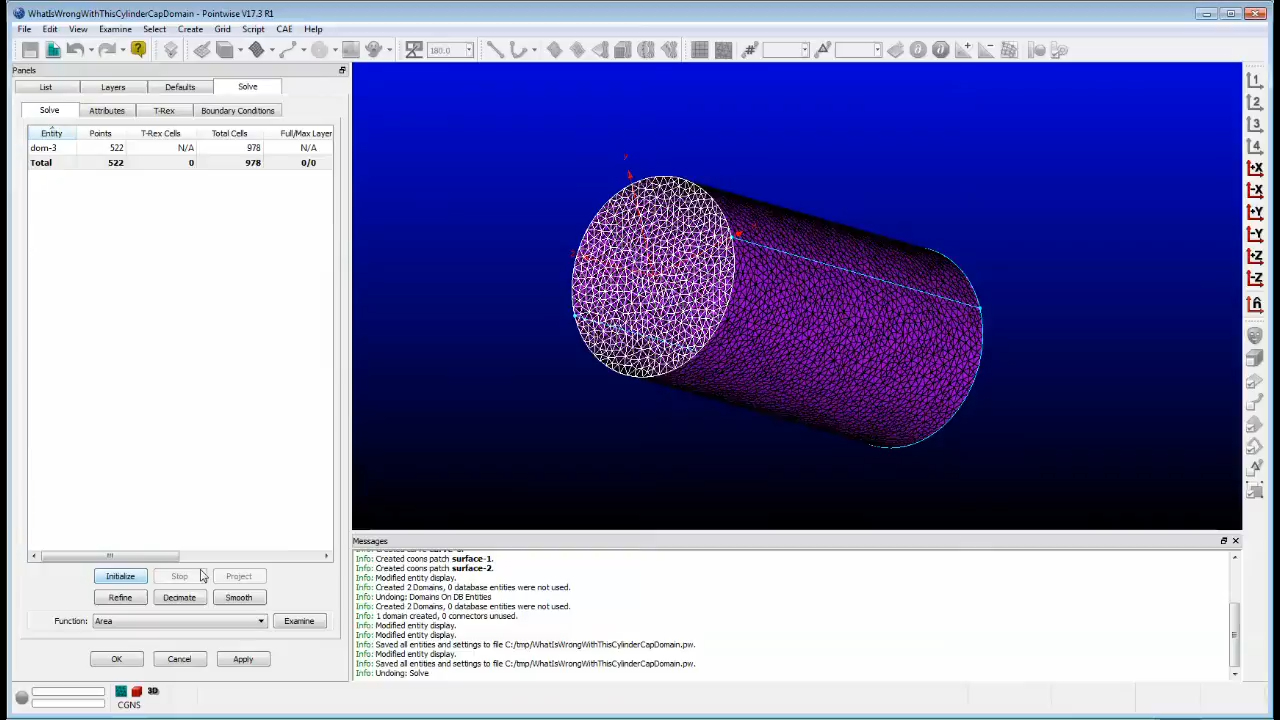 WhatIsWrongWithThisCylinderCapDomain - Pointwise V17.3 R1
File Edit View Examine Select Create Grid Script CAE Help
180.0
Panels
List Layers Defaults Solve
Solve Attributes T-Rex Boundary Conditions
Entity Points T-Rex Cells Total Cells Full/Max Layer
dom-3 522 N/A 978 N/A
Total 522 0 978 0/0
Initialize Stop Project
Refine Decimate Smooth
Function: Area Examine
OK Cancel Apply
3D
CGNS
Messages
Info: Created coons patch surface-1.
Info: Created coons patch surface-2.
Info: Modified entity display.
Info: Created 2 Domains, 0 database entities were not used.
Info: Undoing: Domains On DB Entities
Info: Created 2 Domains, 0 database entities were not used.
Info: 1 domain created, 0 connectors unused.
Info: Modified entity display.
Info: Modified entity display.
Info: Saved all entities and settings to file C:/tmp/WhatIsWrongWithThisCylinderCapDomain.pw.
Info: Modified entity display.
Info: Saved all entities and settings to file C:/tmp/WhatIsWrongWithThisCylinderCapDomain.pw.
Info: Undoing: Solve
1
2
3
4
+X
-X
+Y
-Y
+Z
-Z